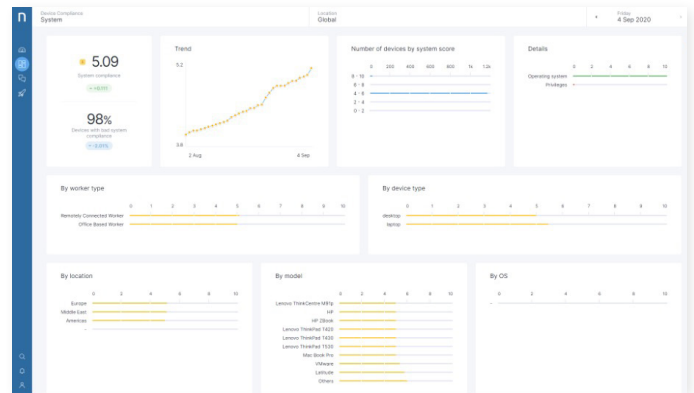 n
Device Compliance
System
Location
Global
Friday
4 Sep 2020
5.09
System compliance
98%
Devices with bad system
compliance
Trend
5.2
3.8
2 Aug
4 Sep
Number of devices by system score
0 200 400 600 800 1k 1.2k
8 - 10
6 - 8
4 - 6
2 - 4
0 - 2
Details
0 2 4 6 8 10
Operating system
Privileges
By worker type
0 1 2 3 4 5 6 7 8 9 10
Remotely Connected Worker
Office Based Worker
By device type
0 1 2 3 4 5 6 7 8 9 10
desktop
laptop
By location
0 2 4 6 8 10
Europe
Middle East
Americas
-
By model
0 2 4 6 8 10
Lenovo ThinkCentre M91p
HP
HP ZBook
Lenovo ThinkPad T420
Lenovo ThinkPad T430
Lenovo ThinkPad T530
Mac Book Pro
VMware
Latitude
Others
By OS
0 2 4 6 8 10
-